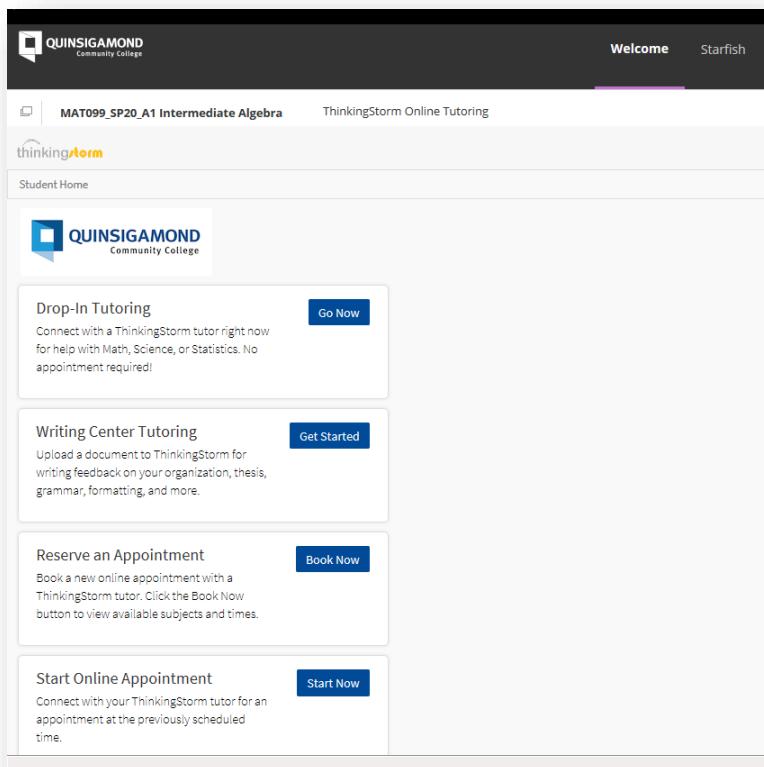 QUINSIGAMOND
Community College
Welcome Starfish
MAT099_SP20_A1 Intermediate Algebra ThinkingStorm Online Tutoring
thinkingstorm
Student Home
QUINSIGAMOND
Community College
Drop-In Tutoring
Go Now
Connect with a ThinkingStorm tutor right now
for help with Math, Science, or Statistics. No
appointment required!
Writing Center Tutoring
Get Started
Upload a document to ThinkingStorm for
writing feedback on your organization, thesis,
grammar, formatting, and more.
Reserve an Appointment
Book Now
Book a new online appointment with a
ThinkingStorm tutor. Click the Book Now
button to view available subjects and times.
Start Online Appointment
Start Now
Connect with your ThinkingStorm tutor for an
appointment at the previously scheduled
time.